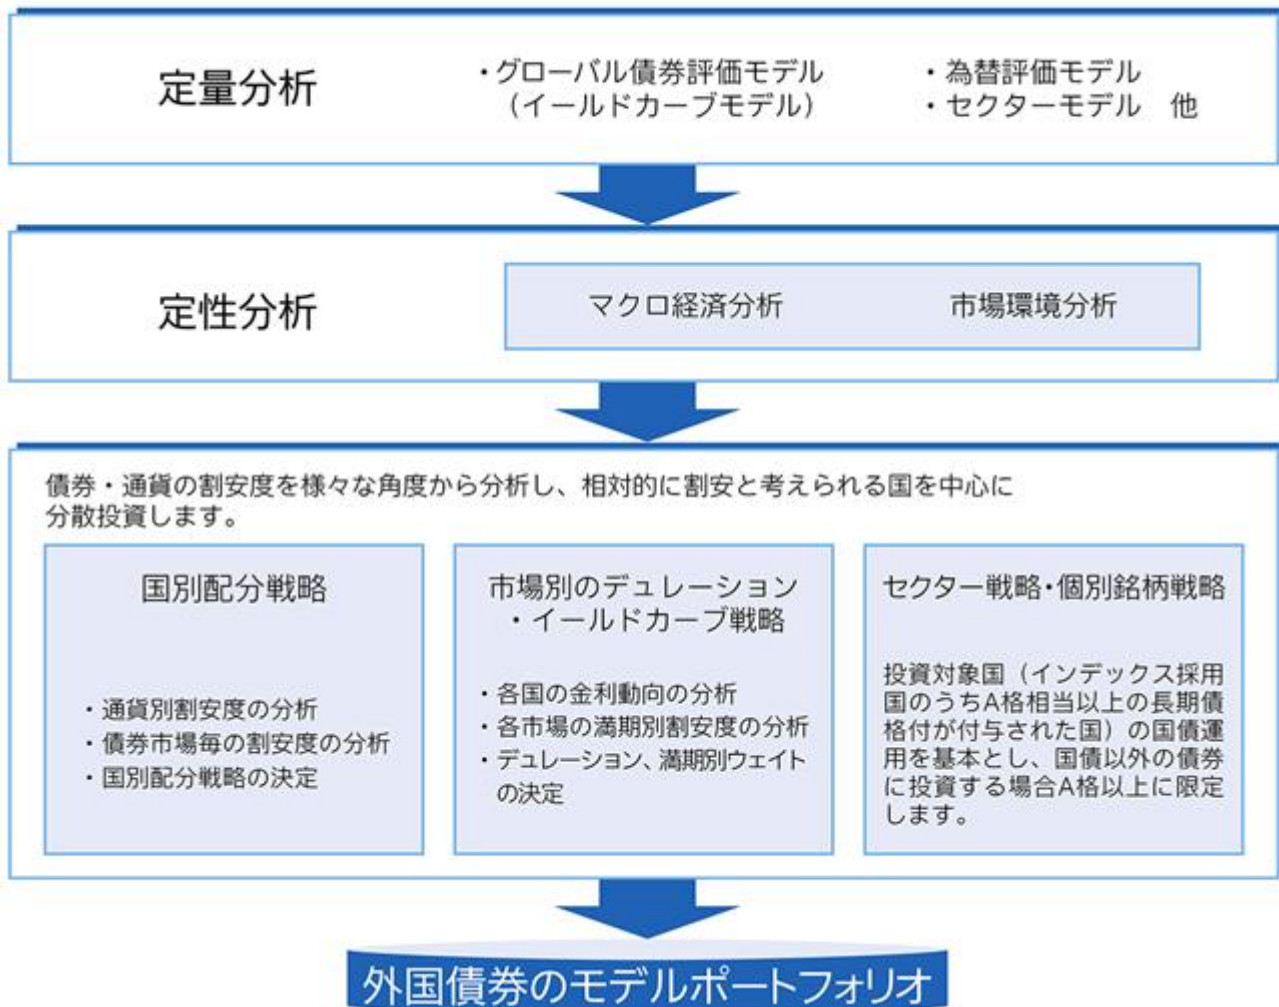 定量分析
・グローバル債券評価モデル
（イールドカーブモデル）
・為替評価モデル
・セクターモデル　他
定性分析
マクロ経済分析
市場環境分析
債券・通貨の割安度を様々な角度から分析し、相対的に割安と考えられる国を中心に
分散投資します。
国別配分戦略
・通貨別割安度の分析
・債券市場毎の割安度の分析
・国別配分戦略の決定
市場別のデュレーション
・イールドカーブ戦略
・各国の金利動向の分析
・各市場の満期別割安度の分析
・デュレーション、満期別ウェイト
の決定
セクター戦略・個別銘柄戦略
投資対象国（インデックス採用
国のうちA格相当以上の長期債
格付が付与された国）の国債運
用を基本とし、国債以外の債券
に投資する場合A格以上に限定
します。
外国債券のモデルポートフォリオ